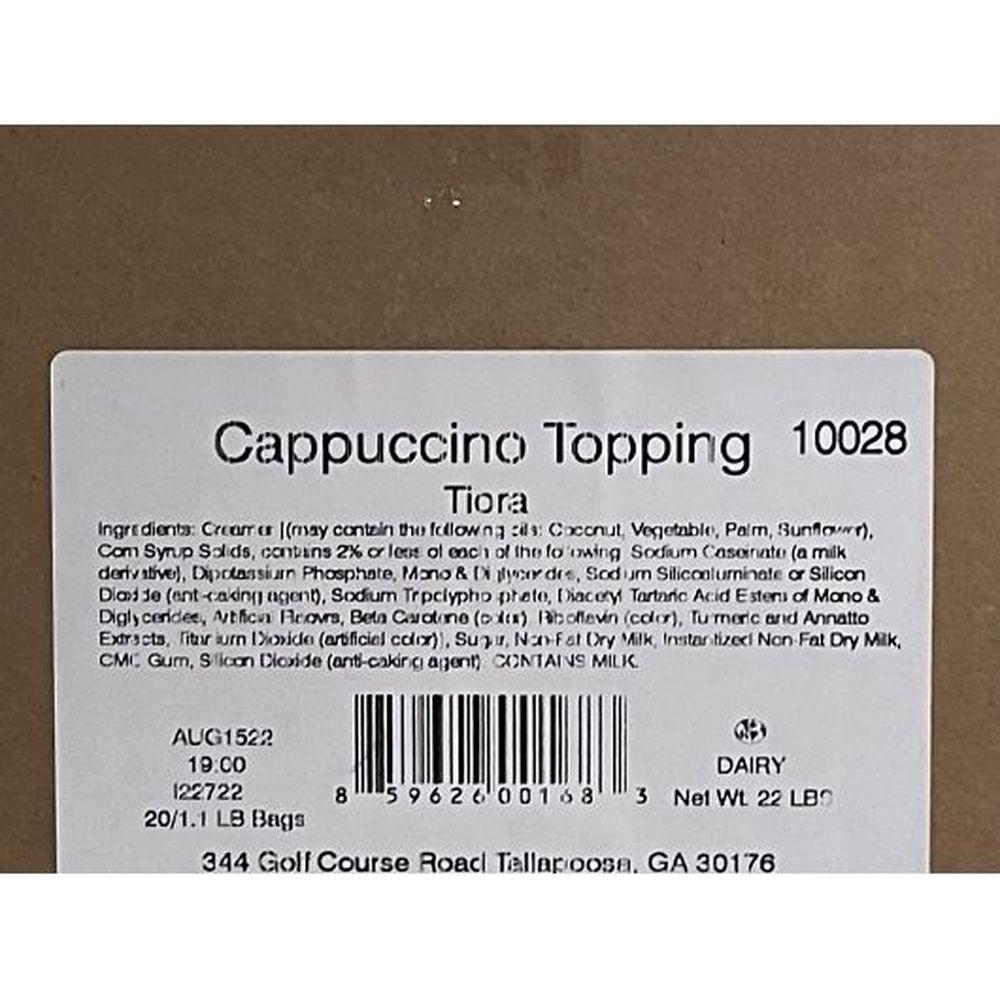 Cappuccino Topping 10028
Tiora
Ingredients: Creamer [(may contain the following oils: Coconut, Vegetable, Palm, Sunflower),
Corn Syrup Solids, contains 2% or less of each of the following Sodium Caseinate (a milk
derivative), Dipotassium Phosphate, Mono & Diglycerides, Sodium Silicoaluminate or Silicon
Dioxide (anti-caking agent), Sodium Tripolyphosphate, Diacetyl Tartaric Acid Esters of Mono &
Diglycerides, Artificial Flavors, Beta Carotene (color) Riboflavin (color), Turmeric and Annatto
Extracts, Titanium Dioxide (artificial color)], Sugar, Non-Fat Dry Milk, Instantized Non-Fat Dry Milk,
CMC Gum, Silicon Dioxide (anti-caking agent) CONTAINS MILK.
AUG1522
19:00
I22722
20/1.1 LB Bags
8 59626 00168 3
DAIRY
Net Wt. 22 LBS
344 Golf Course Road Tallapoosa, GA 30176